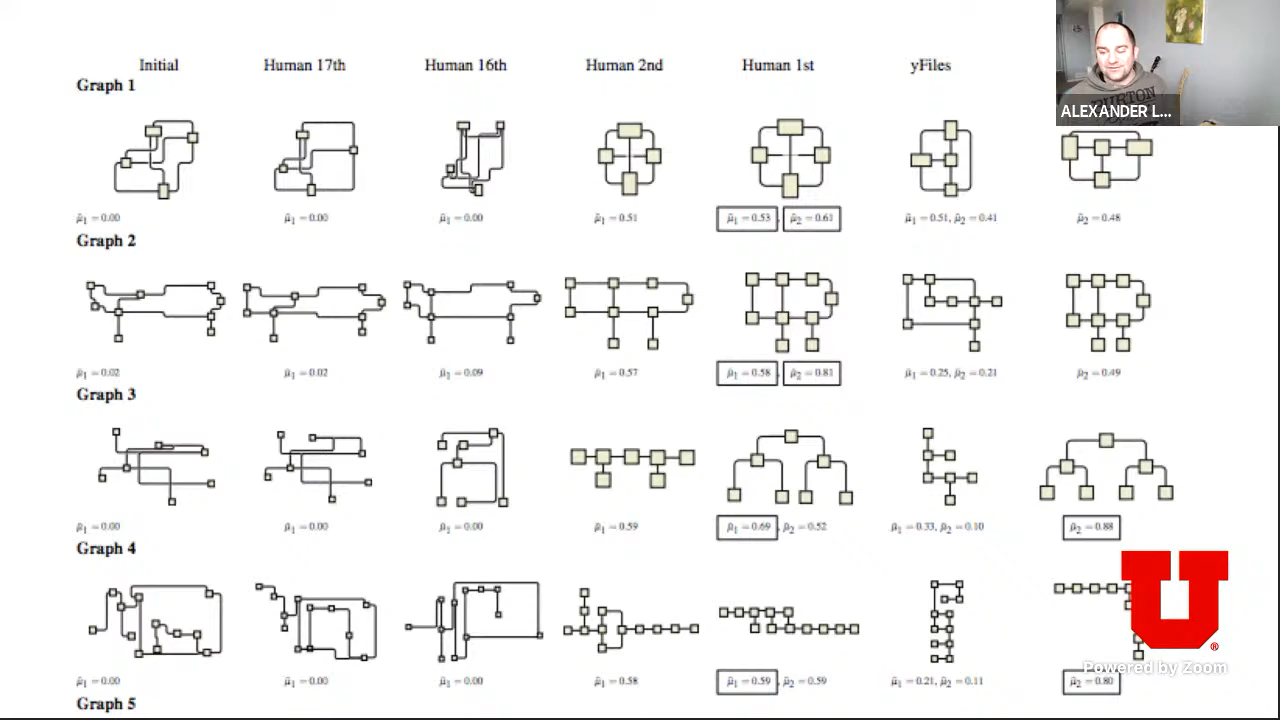 Initial Human 17th Human 16th Human 2nd Human 1st yFiles
ALEXANDER L...
Graph 1
μ̃₁ = 0.00 μ̃₁ = 0.00 μ̃₁ = 0.00 μ̃₁ = 0.51 μ̃₁ = 0.53, μ̃₂ = 0.61 μ̃₁ = 0.51, μ̃₂ = 0.41 μ̃₂ = 0.48
Graph 2
μ̃₁ = 0.02 μ̃₁ = 0.02 μ̃₁ = 0.09 μ̃₁ = 0.57 μ̃₁ = 0.58, μ̃₂ = 0.81 μ̃₁ = 0.25, μ̃₂ = 0.21 μ̃₂ = 0.49
Graph 3
μ̃₁ = 0.00 μ̃₁ = 0.00 μ̃₁ = 0.00 μ̃₁ = 0.59 μ̃₁ = 0.69, μ̃₂ = 0.52 μ̃₁ = 0.33, μ̃₂ = 0.10 μ̃₂ = 0.88
Graph 4
μ̃₁ = 0.00 μ̃₁ = 0.00 μ̃₁ = 0.00 μ̃₁ = 0.58 μ̃₁ = 0.59, μ̃₂ = 0.59 μ̃₁ = 0.21, μ̃₂ = 0.11 μ̃₂ = 0.80
U
®
Powered by Zoom
Graph 5